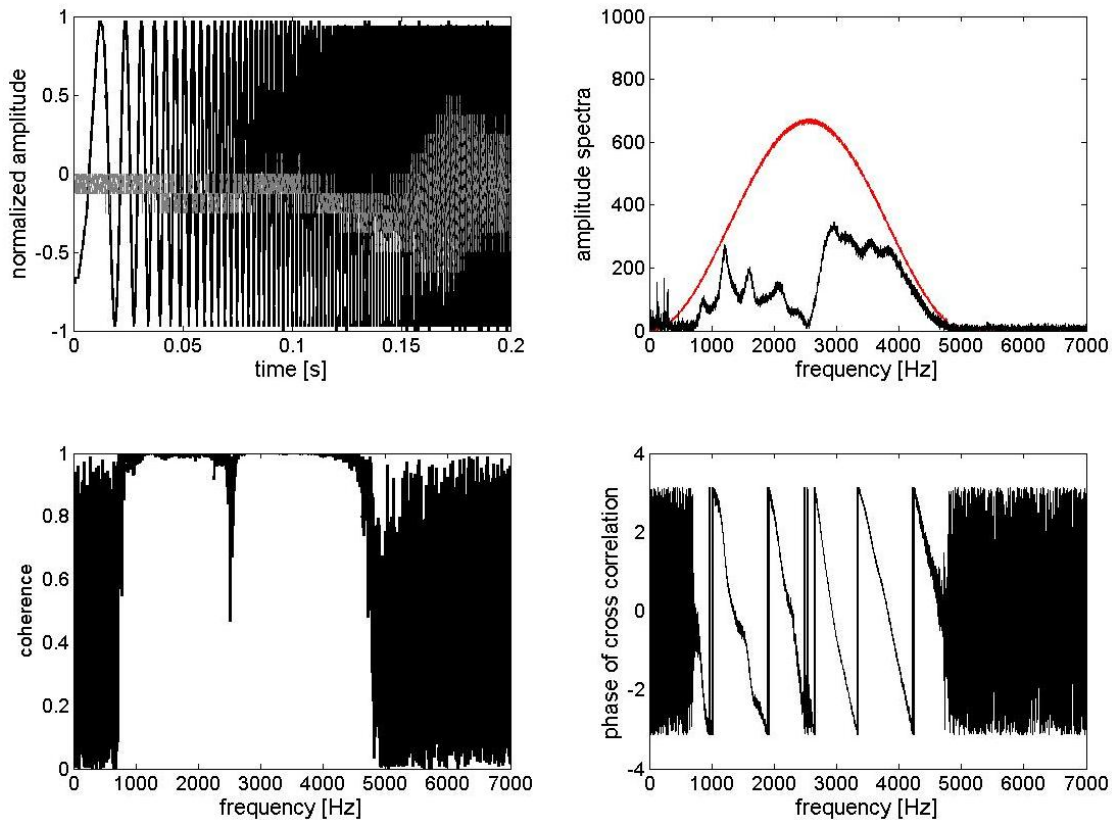 1
0.5
0
-0.5
-1
normalized amplitude
0 0.05 0.1 0.15 0.2
time [s]
1000
800
600
400
200
0
amplitude spectra
0 1000 2000 3000 4000 5000 6000 7000
frequency [Hz]
1
0.8
0.6
0.4
0.2
0
coherence
0 1000 2000 3000 4000 5000 6000 7000
frequency [Hz]
4
2
0
-2
-4
phase of cross correlation
0 1000 2000 3000 4000 5000 6000 7000
frequency [Hz]